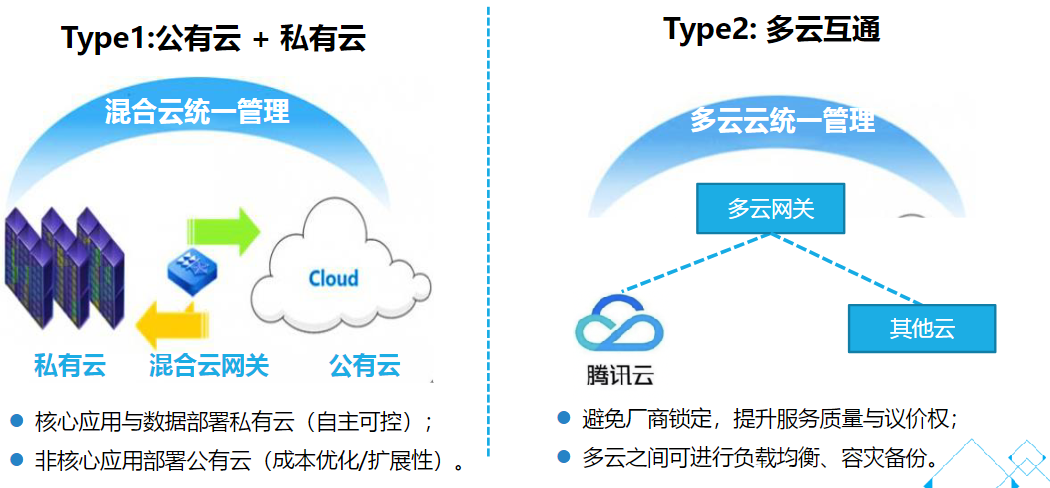 Type1:公有云 + 私有云
混合云统一管理
Cloud
私有云
混合云网关
公有云
● 核心应用与数据部署私有云（自主可控）；
● 非核心应用部署公有云（成本优化/扩展性）。
Type2: 多云互通
多云云统一管理
多云网关
腾讯云
其他云
● 避免厂商锁定，提升服务质量与议价权；
● 多云之间可进行负载均衡、容灾备份。